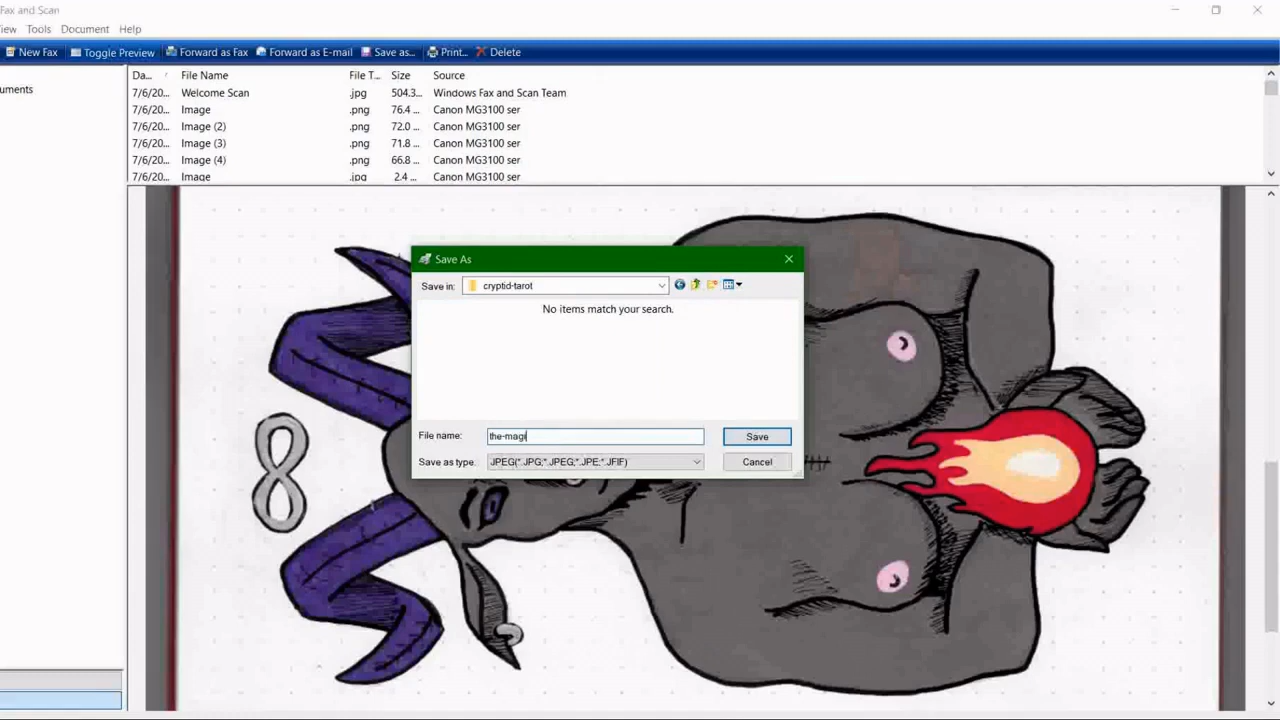 Fax and Scan
iew Tools Document Help
New Fax Toggle Preview Forward as Fax Forward as E-mail Save as... Print... Delete
Da... File Name File T... Size Source
uments
7/6/20... Welcome Scan .jpg 504.3... Windows Fax and Scan Team
7/6/20... Image .png 76.4 ... Canon MG3100 ser
7/6/20... Image (2) .png 72.0 ... Canon MG3100 ser
7/6/20... Image (3) .png 71.8 ... Canon MG3100 ser
7/6/20... Image (4) .png 66.8 ... Canon MG3100 ser
7/6/20... Image .jpg 2.4 ... Canon MG3100 ser
Save As
Save in: cryptid-tarot
No items match your search.
File name: the-magi
Save
Save as type: JPEG(*.JPG;*.JPEG;*.JPE;*.JFIF)
Cancel
8